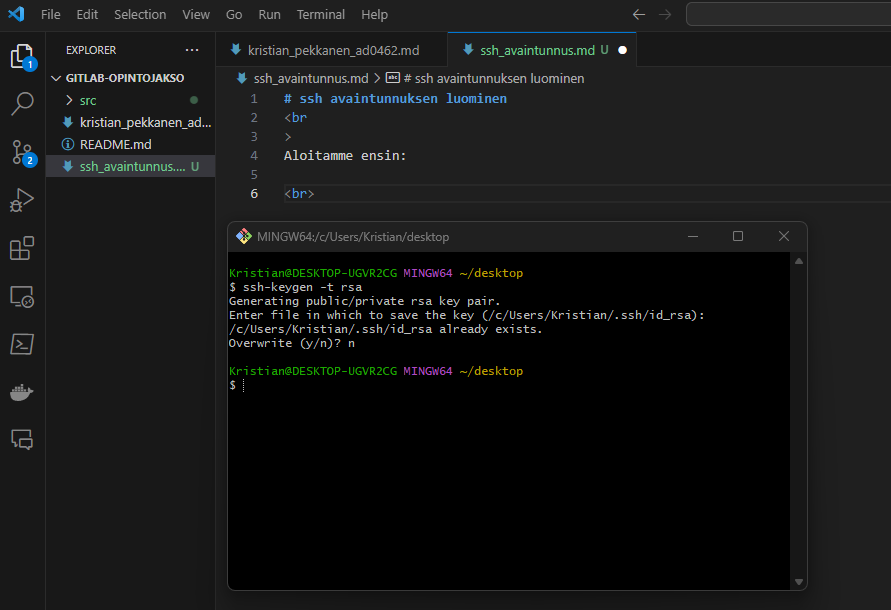 File Edit Selection View Go Run Terminal Help
EXPLORER ...
kristian_pekkanen_ad0462.md
ssh_avaintunnus.md U
GITLAB-OPINTOJAKSO
src
kristian_pekkanen_ad...
README.md
ssh_avaintunnus.... U
1
2
ssh_avaintunnus.md > # ssh avaintunnuksen luominen
1 # ssh avaintunnuksen luominen
2 <br
3 >
4 Aloitamme ensin:
5
6 <br>
MINGW64:/c/Users/Kristian/desktop
Kristian@DESKTOP-UGVR2CG MINGW64 ~/desktop
$ ssh-keygen -t rsa
Generating public/private rsa key pair.
Enter file in which to save the key (/c/Users/Kristian/.ssh/id_rsa):
/c/Users/Kristian/.ssh/id_rsa already exists.
Overwrite (y/n)? n
Kristian@DESKTOP-UGVR2CG MINGW64 ~/desktop
$